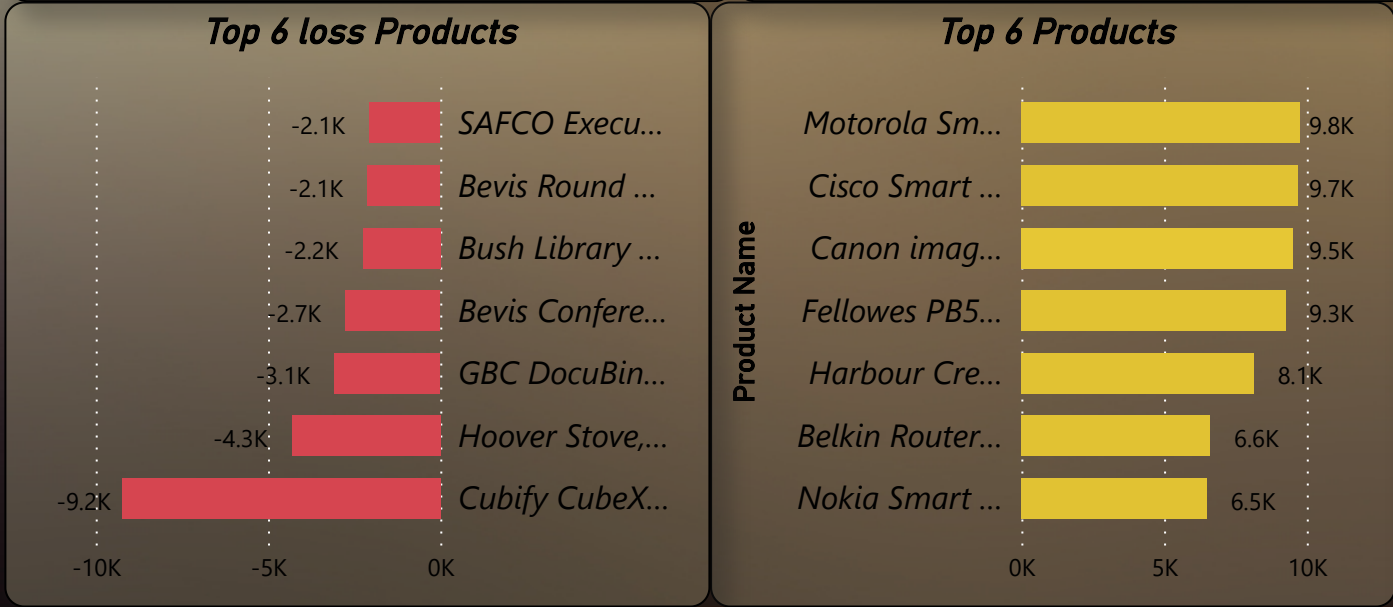 Top 6 loss Products
-2.1K SAFCO Execu...
-2.1K Bevis Round ...
-2.2K Bush Library ...
-2.7K Bevis Confere...
-3.1K GBC DocuBin...
-4.3K Hoover Stove,...
-9.2K Cubify CubeX...
-10K -5K 0K
Top 6 Products
Product Name
Motorola Sm... 9.8K
Cisco Smart ... 9.7K
Canon imag... 9.5K
Fellowes PB5... 9.3K
Harbour Cre... 8.1K
Belkin Router... 6.6K
Nokia Smart ... 6.5K
0K 5K 10K